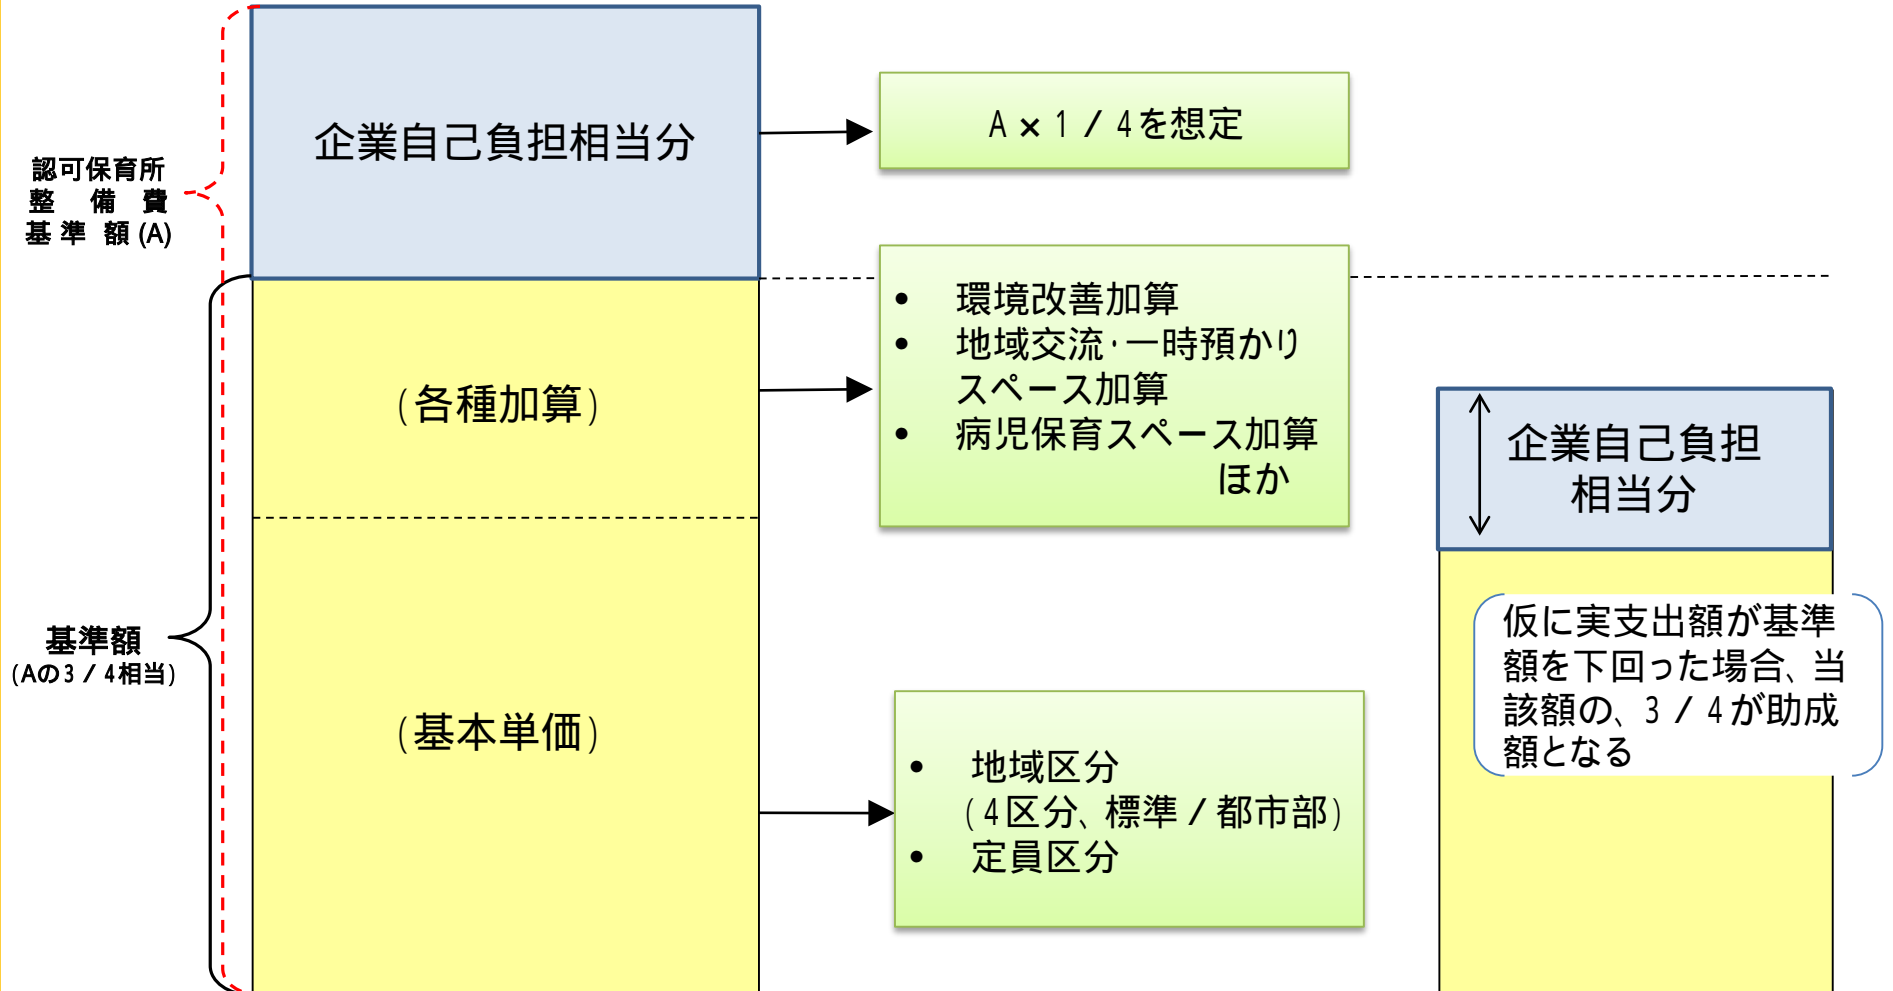 企業自己負担相当分
A × 1 / 4を想定
認可保育所
整 備 費
基 準 額 (A)
• 環境改善加算
• 地域交流・一時預かり
スペース加算
• 病児保育スペース加算
ほか
(各種加算)
企業自己負担
相当分
仮に実支出額が基準
額を下回った場合、当
該額の、3 / 4が助成
額となる
基準額
(Aの3 / 4相当)
(基本単価)
• 地域区分
(4区分、標準 / 都市部)
• 定員区分